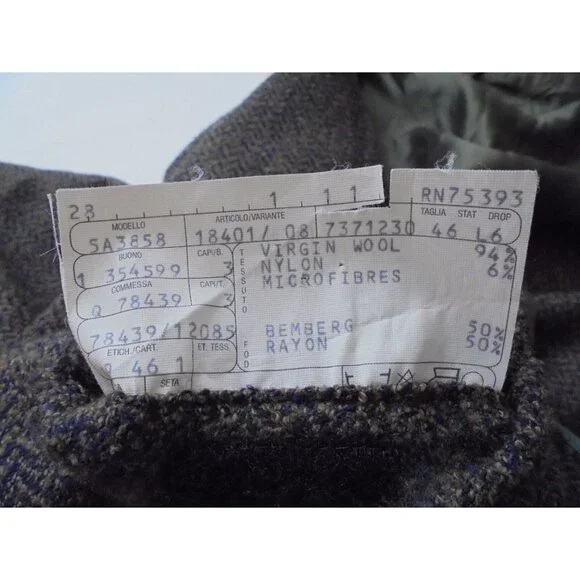 23 1 1 1 RN75393
MODELLO ARTICOLO/VARIANTE TAGLIA STAT DROP
5A3858 18401/ 08 7371230 46 L6
BUONO CAPI/B. TESSUTO VIRGIN WOOL 94%
1 354599 3 NYLON 6%
COMMESSA CAPI/T. MICROFIBRES
Q 78439 3
78439/12085 FOD BEMBERG 50%
ETICH./CART. ET. TESS RAYON 50%
46 1
SETA